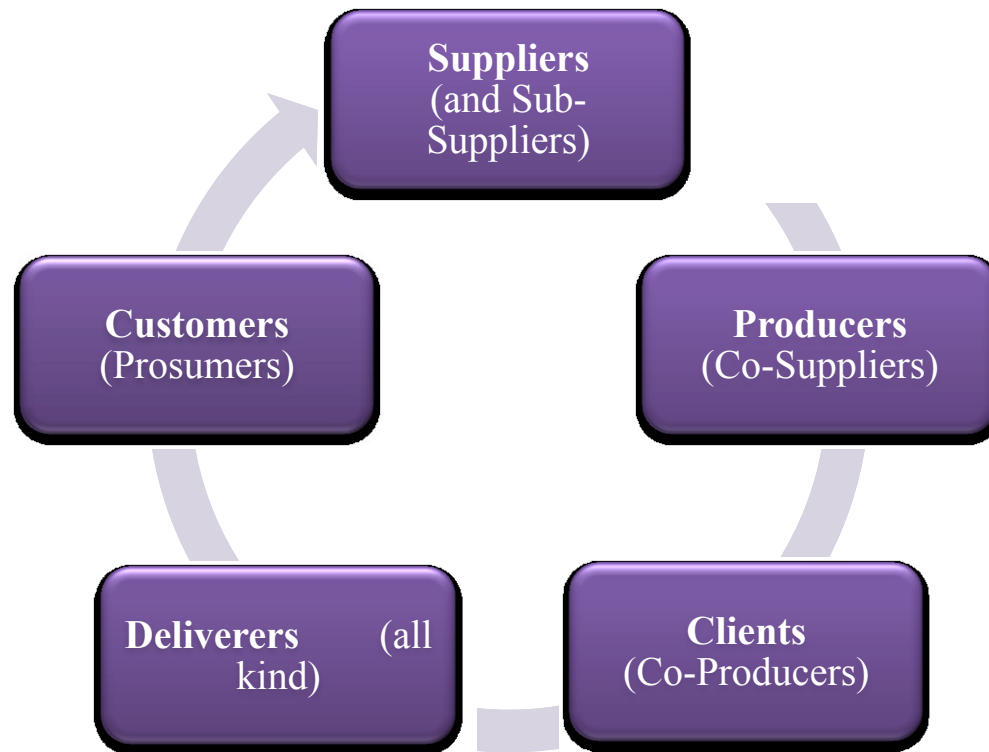 Suppliers
(and Sub-
Suppliers)
Customers
(Prosumers)
Producers
(Co-Suppliers)
Deliverers (all
kind)
Clients
(Co-Producers)